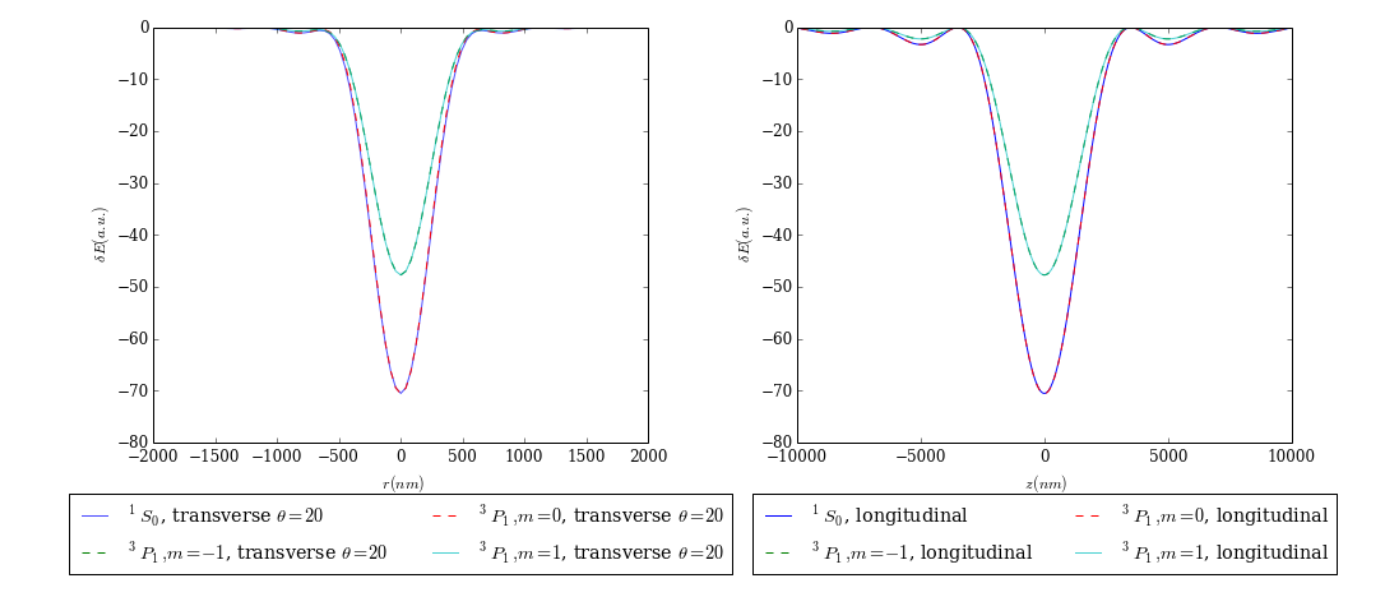 0
−10
−20
−30
−40
−50
−60
−70
−80
δE(a.u.)
−2000 −1500 −1000 −500 0 500 1000 1500 2000
r(nm)
¹S₀, transverse θ=20
³P₁,m=0, transverse θ=20
³P₁,m=−1, transverse θ=20
³P₁,m=1, transverse θ=20
0
−10
−20
−30
−40
−50
−60
−70
−80
δE(a.u.)
−10000 −5000 0 5000 10000
z(nm)
¹S₀, longitudinal
³P₁,m=0, longitudinal
³P₁,m=−1, longitudinal
³P₁,m=1, longitudinal